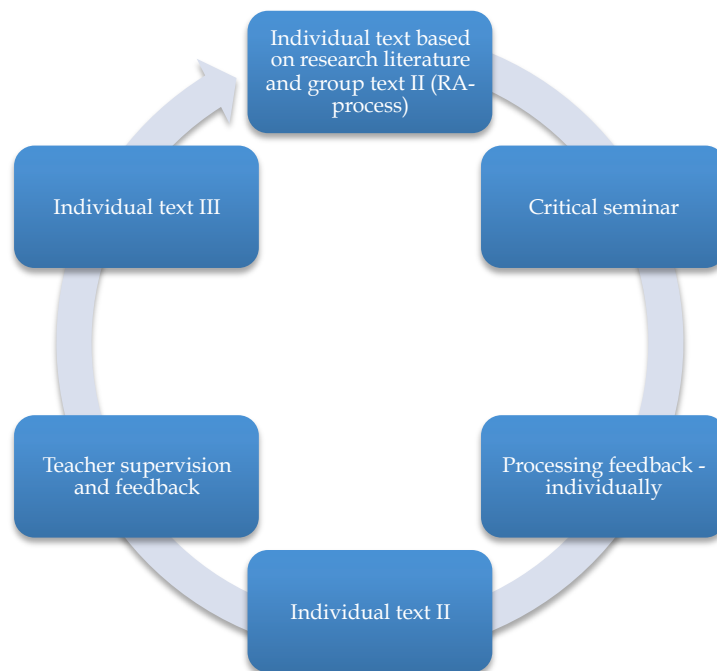 Individual text based
on research literature
and group text II (RA-
process)
Critical seminar
Processing feedback -
individually
Individual text II
Teacher supervision
and feedback
Individual text III